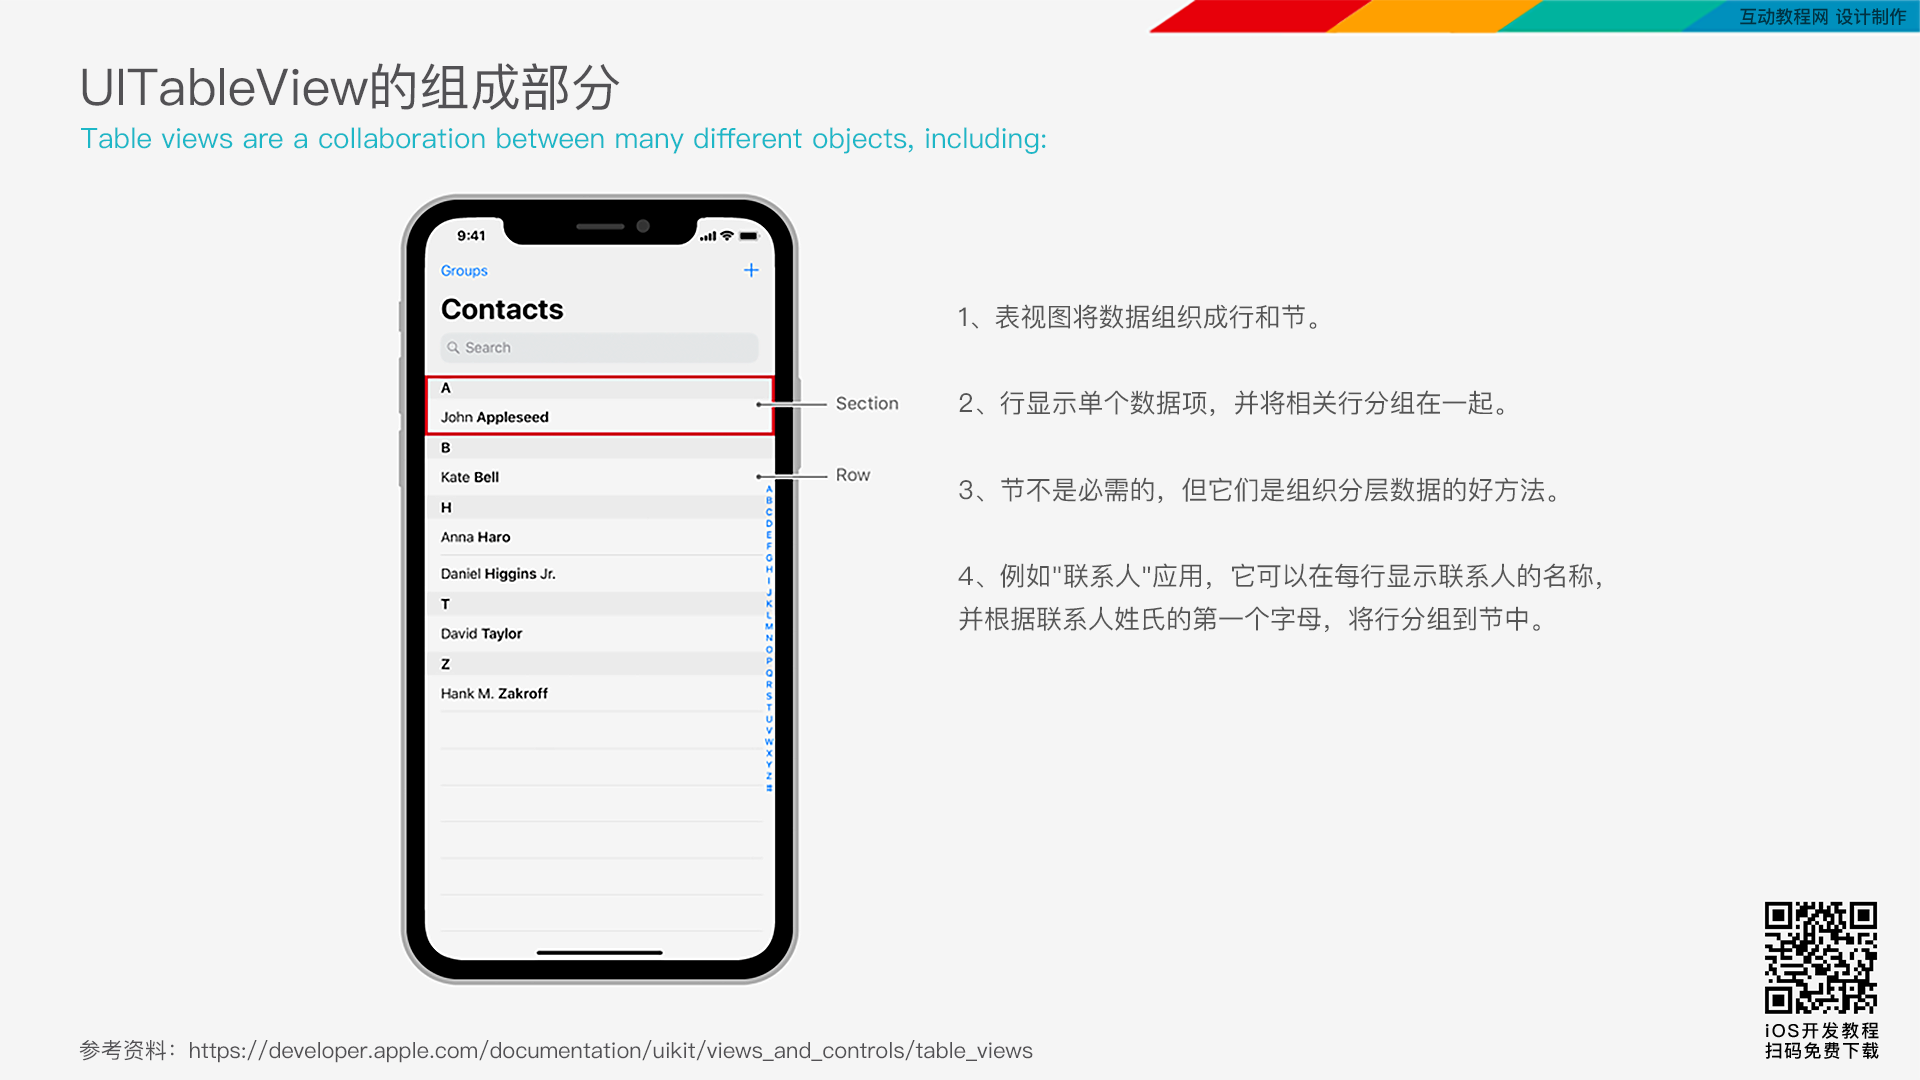 互动教程网 设计制作
UITableView的组成部分
Table views are a collaboration between many different objects, including:
9:41
Groups
+
Contacts
Search
A
John Appleseed
Section
B
Kate Bell
Row
H
Anna Haro
Daniel Higgins Jr.
T
David Taylor
Z
Hank M. Zakroff
A
B
C
D
E
F
G
H
I
J
K
L
M
N
O
P
Q
R
S
T
U
V
W
X
Y
Z
#
1、表视图将数据组织成行和节。
2、行显示单个数据项，并将相关行分组在一起。
3、节不是必需的，但它们是组织分层数据的好方法。
4、例如"联系人"应用，它可以在每行显示联系人的名称，
并根据联系人姓氏的第一个字母，将行分组到节中。
iOS开发教程
扫码免费下载
参考资料：https://developer.apple.com/documentation/uikit/views_and_controls/table_views